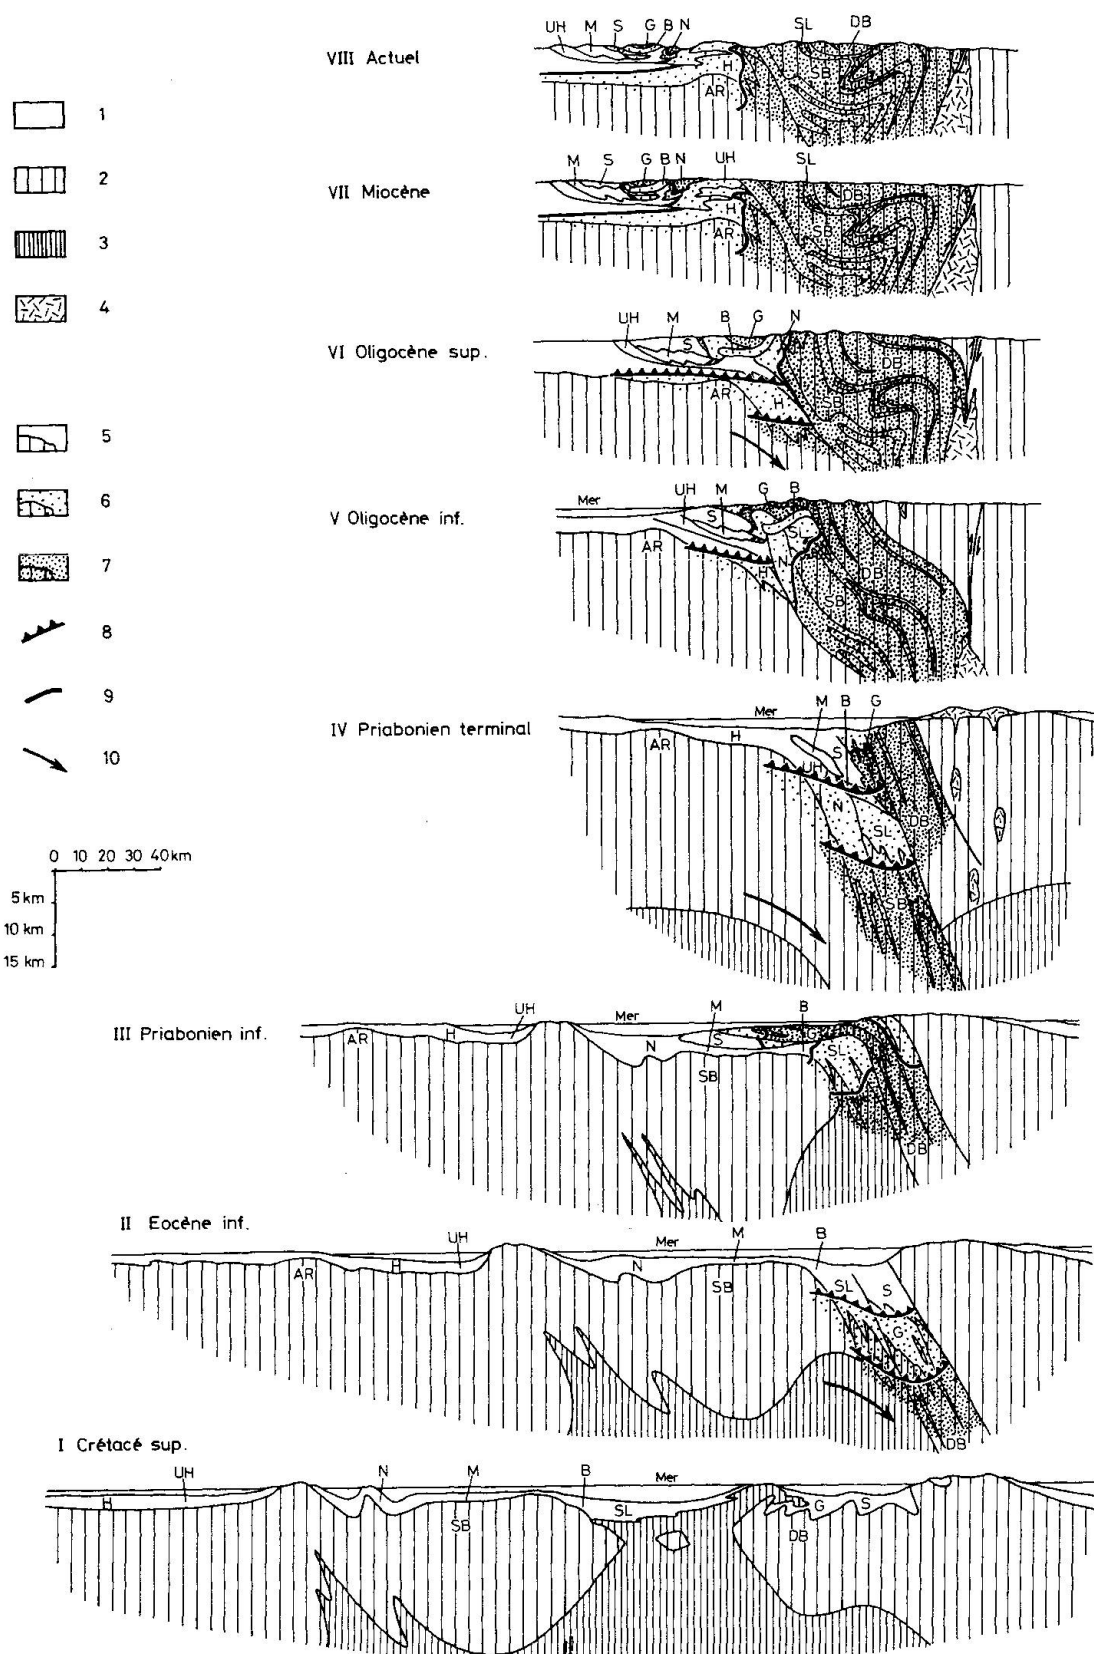 UH M S G B N SL DB
VIII Actuel
H SB
AR
1
2
3
4
M S G B N UH SL
VII Miocène
DB
H
AR SB
UH M B G N
VI Oligocène sup.
S
DB
AR
H SB
5
6
7
8
9
10
UH M G B
Mer
V Oligocène inf.
S
SL
AR
H N DB
SB
M B G
Mer
IV Priabonien terminal
AR H S
UH
N
SL DB
SB
0 10 20 30 40 km
5 km
10 km
15 km
III Priabonien inf.
UH Mer M B
AR H S G
N SL
SB
DB
II Eocène inf.
UH Mer M B
AR H N
SB SL S
G
DB
I Crétacé sup.
UH N M B Mer
H SL G S
SB DB